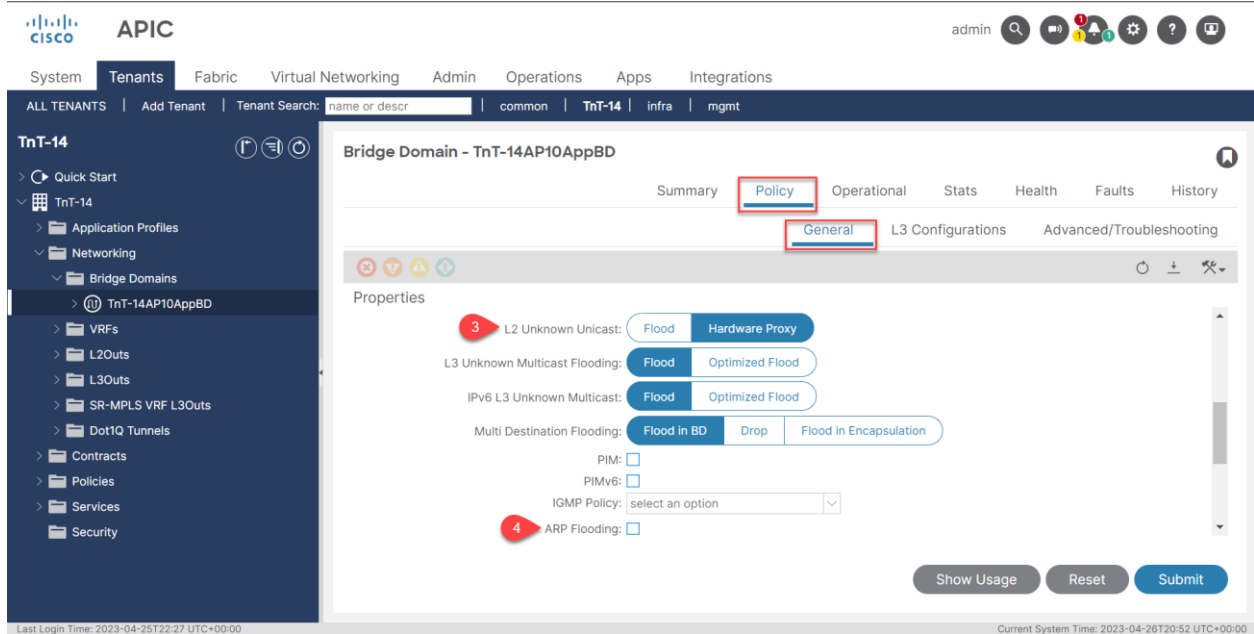 CISCO
APIC
admin
1
1
1
System Tenants Fabric Virtual Networking Admin Operations Apps Integrations
ALL TENANTS | Add Tenant | Tenant Search: name or descr | common | TnT-14 | infra | mgmt
TnT-14
Quick Start
TnT-14
Application Profiles
Networking
Bridge Domains
TnT-14AP10AppBD
VRFs
L2Outs
L3Outs
SR-MPLS VRF L3Outs
Dot1Q Tunnels
Contracts
Policies
Services
Security
Bridge Domain - TnT-14AP10AppBD
Summary Policy Operational Stats Health Faults History
General L3 Configurations Advanced/Troubleshooting
Properties
3 L2 Unknown Unicast: Flood Hardware Proxy
L3 Unknown Multicast Flooding: Flood Optimized Flood
IPv6 L3 Unknown Multicast: Flood Optimized Flood
Multi Destination Flooding: Flood in BD Drop Flood in Encapsulation
PIM:
PIMv6:
IGMP Policy: select an option
4 ARP Flooding:
Show Usage Reset Submit
Last Login Time: 2023-04-25T22:27 UTC+00:00 Current System Time: 2023-04-26T20:52 UTC+00:00